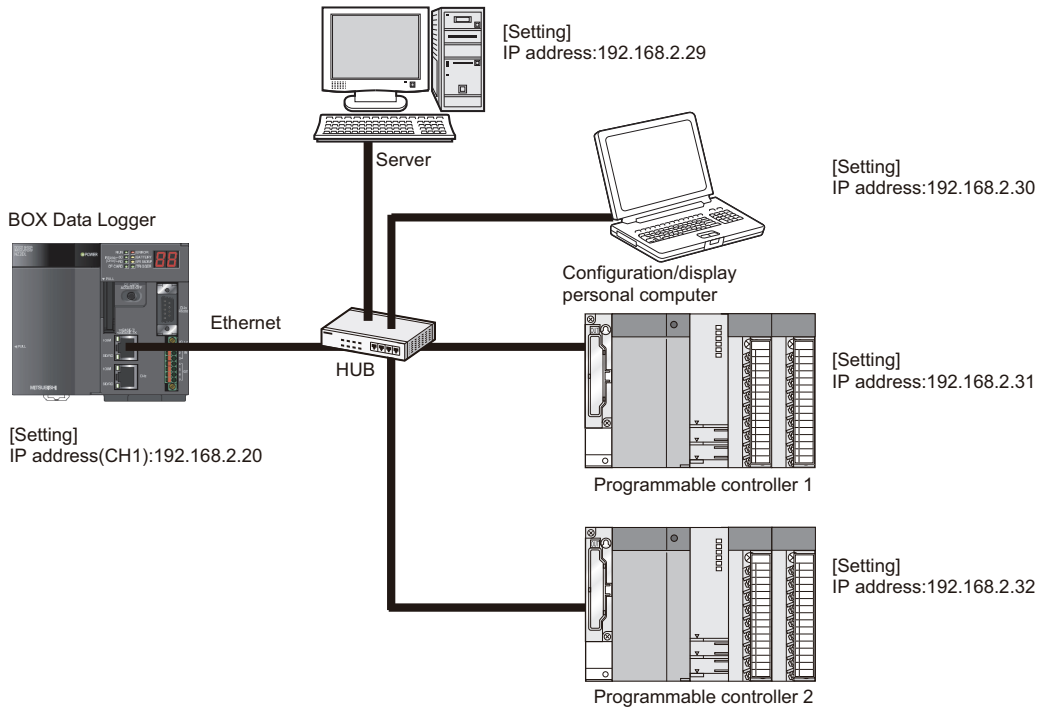 [Setting]
IP address:192.168.2.29
Server
[Setting]
IP address:192.168.2.30
BOX Data Logger
Configuration/display
personal computer
Ethernet
HUB
[Setting]
IP address:192.168.2.31
MITSUBISHI
[Setting]
IP address(CH1):192.168.2.20
Programmable controller 1
[Setting]
IP address:192.168.2.32
Programmable controller 2